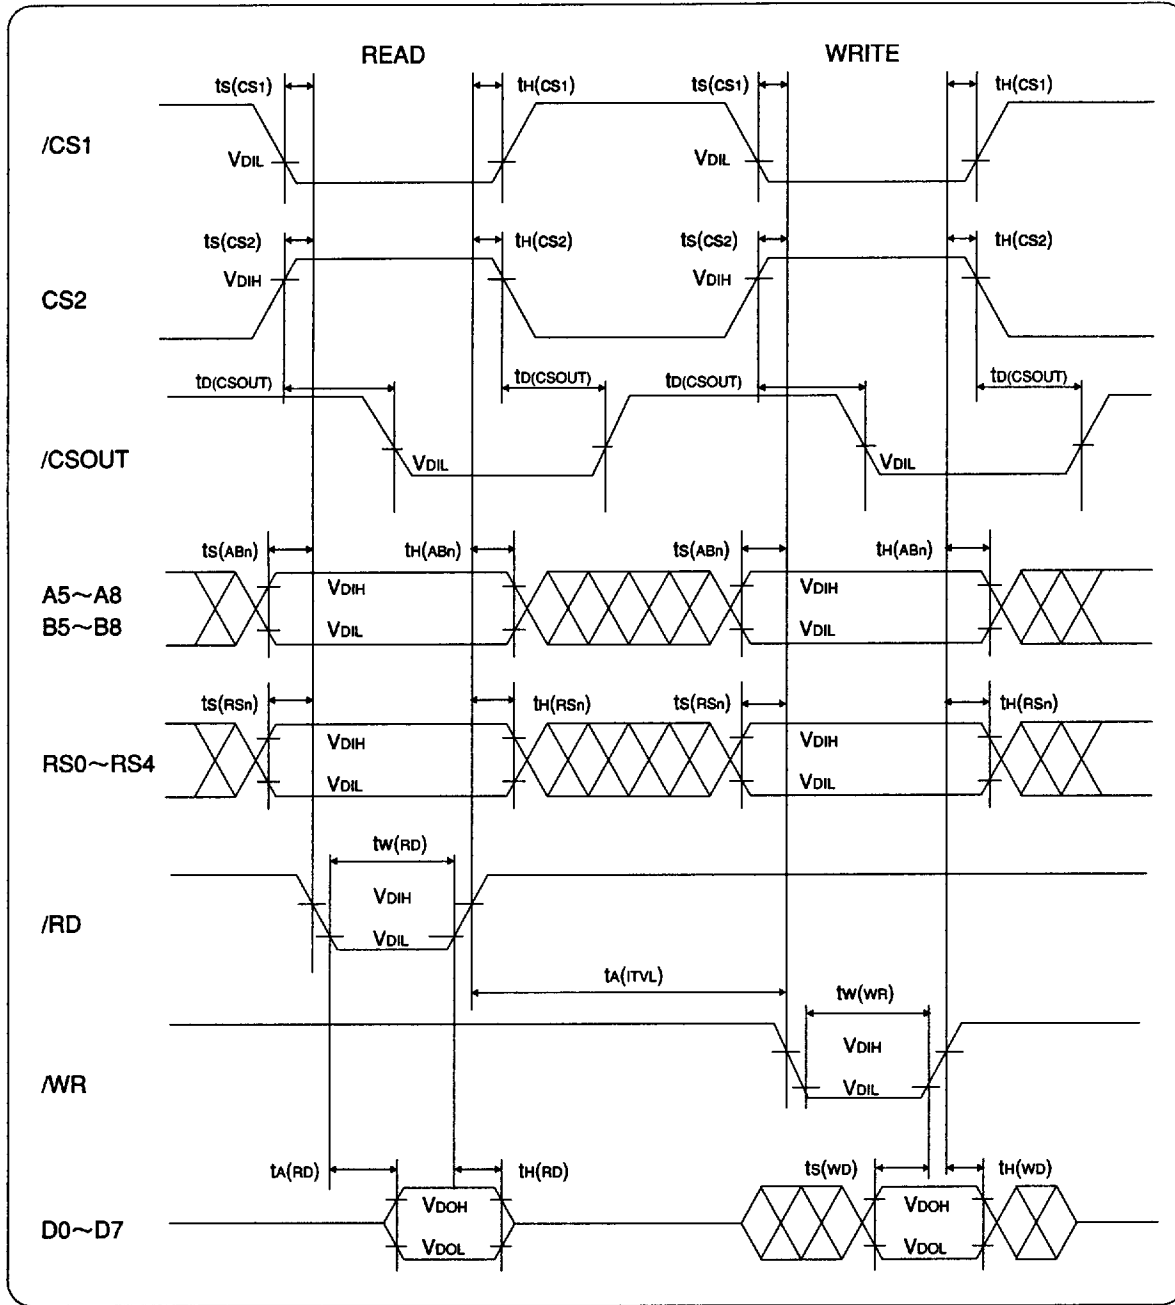 READ WRITE
ts(CS1) tH(CS1) ts(CS1) tH(CS1)
/CS1
VDIL VDIL
ts(CS2) tH(CS2) ts(CS2) tH(CS2)
VDIH VDIH
CS2
tD(CSOUT) tD(CSOUT) tD(CSOUT) tD(CSOUT)
/CSOUT VDIL VDIL
ts(ABn) tH(ABn) ts(ABn) tH(ABn)
A5~A8 VDIH VDIH
B5~B8 VDIL VDIL
ts(RSn) tH(RSn) ts(RSn) tH(RSn)
VDIH VDIH
RS0~RS4
VDIL VDIL
tw(RD)
VDIH
/RD
VDIL
tA(ITVL)
tw(WR)
VDIH
/WR VDIL
tA(RD) tH(RD) ts(WD) tH(WD)
VDOH VDOH
D0~D7
VDOL VDOL